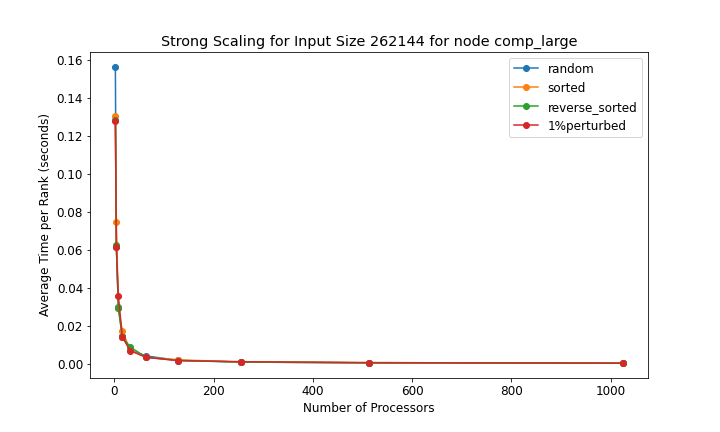 Strong Scaling for Input Size 262144 for node comp_large
random
sorted
reverse_sorted
1%perturbed
Average Time per Rank (seconds)
0.16
0.14
0.12
0.10
0.08
0.06
0.04
0.02
0.00
0
200
400
600
800
1000
Number of Processors